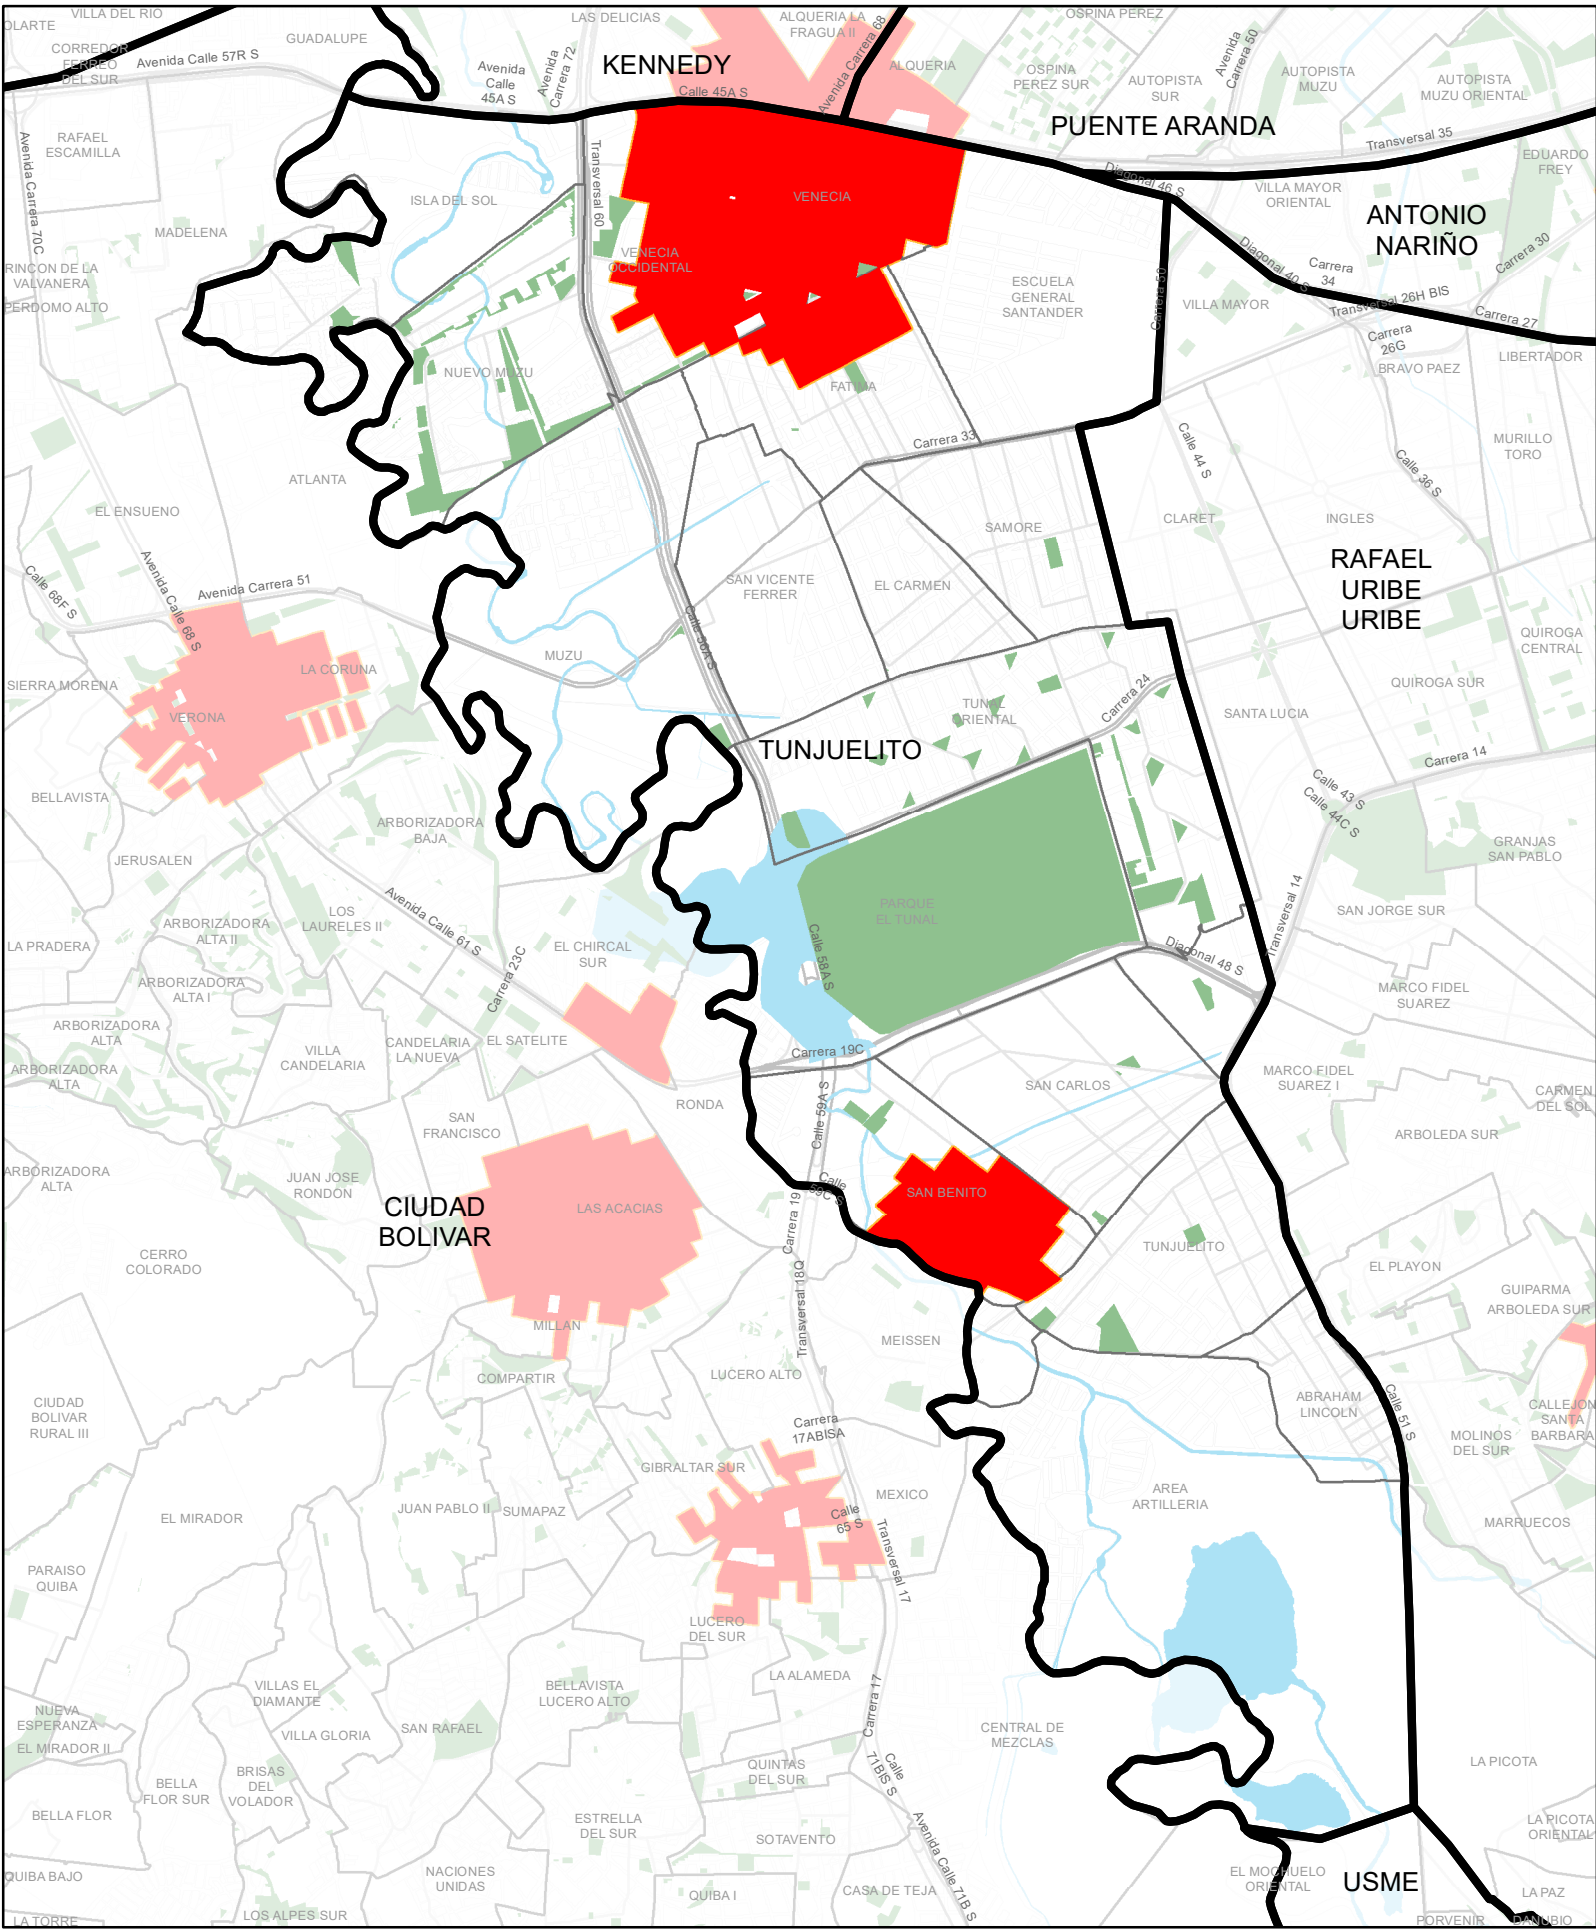 VILLA DEL RIO
OLARTE
GUADALUPE
CORREDOR
FERREO
DEL SUR
Avenida Calle 57R S
LAS DELICIAS
ALQUERIA LA
FRAGUA II
OSPINA PEREZ
Avenida
Calle
45A S
Avenida
Carrera 72
KENNEDY
Calle 45A S
Avenida Carrera 68
ALQUERIA
OSPINA
PEREZ SUR
AUTOPISTA
SUR
Avenida
Carrera 50
AUTOPISTA
MUZU
AUTOPISTA
MUZU ORIENTAL
PUENTE ARANDA
Transversal 35
EDUARDO
FREY
RAFAEL
ESCAMILLA
Avenida Carrera 70C
Transversal 60
ISLA DEL SOL
VENECIA
Diagonal 46 S
VILLA MAYOR
ORIENTAL
ANTONIO
NARIÑO
MADELENA
VENECIA
OCCIDENTAL
Diagonal 40 S
Carrera
34
Carrera 30
RINCON DE LA
VALVANERA
PERDOMO ALTO
ESCUELA
GENERAL
SANTANDER
Carrera 50
VILLA MAYOR
Transversal 26H BIS
Carrera 27
Carrera
26G
BRAVO PAEZ
LIBERTADOR
NUEVO MUZU
FATIMA
Carrera 33
Calle 44 S
Calle 36 S
MURILLO
TORO
ATLANTA
EL ENSUENO
SAMORE
CLARET
INGLES
Avenida Calle 68 S
Calle 68F S
Avenida Carrera 51
SAN VICENTE
FERRER
EL CARMEN
RAFAEL
URIBE
URIBE
Calle 56A S
QUIROGA
CENTRAL
MUZU
LA CORUNA
SIERRA MORENA
VERONA
TUNAL
ORIENTAL
Carrera 24
QUIROGA SUR
SANTA LUCIA
TUNJUELITO
Carrera 14
BELLAVISTA
Calle 43 S
Calle 44C S
ARBORIZADORA
BAJA
JERUSALEN
GRANJAS
SAN PABLO
Avenida Calle 61 S
LOS
LAURELES II
PARQUE
EL TUNAL
SAN JORGE SUR
ARBORIZADORA
ALTA II
LA PRADERA
EL CHIRCAL
SUR
Calle 58A S
Diagonal 48 S
Transversal 14
Carrera 23C
ARBORIZADORA
ALTA I
MARCO FIDEL
SUAREZ
ARBORIZADORA
ALTA
VILLA
CANDELARIA
CANDELARIA
LA NUEVA
EL SATELITE
Carrera 19C
ARBORIZADORA
ALTA
SAN CARLOS
MARCO FIDEL
SUAREZ I
CARMEN
DEL SOL
RONDA
Calle 59A S
SAN
FRANCISCO
ARBOLEDA SUR
ARBORIZADORA
ALTA
JUAN JOSE
RONDON
CIUDAD
BOLIVAR
LAS ACACIAS
Calle
59C S
Carrera 19
SAN BENITO
TUNJUELITO
CERRO
COLORADO
EL PLAYON
GUIPARMA
ARBOLEDA SUR
Transversal 18Q
MILLAN
MEISSEN
COMPARTIR
LUCERO ALTO
CIUDAD
BOLIVAR
RURAL III
ABRAHAM
LINCOLN
Calle 51 S
CALLEJON
SANTA
BARBARA
Carrera
17ABISA
MOLINOS
DEL SUR
GIBRALTAR SUR
EL MIRADOR
JUAN PABLO II
SUMAPAZ
MEXICO
AREA
ARTILLERIA
Calle
65 S
Transversal 17
MARRUECOS
PARAISO
QUIBA
LUCERO
DEL SUR
LA ALAMEDA
VILLAS EL
DIAMANTE
BELLAVISTA
LUCERO ALTO
NUEVA
ESPERANZA
EL MIRADOR II
VILLA GLORIA
SAN RAFAEL
Carrera 17
CENTRAL DE
MEZCLAS
LA PICOTA
BRISAS
DEL
VOLADOR
BELLA
FLOR SUR
QUINTAS
DEL SUR
Calle
71BIS S
BELLA FLOR
ESTRELLA
DEL SUR
SOTAVENTO
Avenida Calle 71B S
LA PICOTA
ORIENTAL
QUIBA BAJO
NACIONES
UNIDAS
QUIBA I
CASA DE TEJA
EL MOCHUELO
ORIENTAL
USME
LA PAZ
LA TORRE
LOS ALPES SUR
PORVENIR
DANUBIO